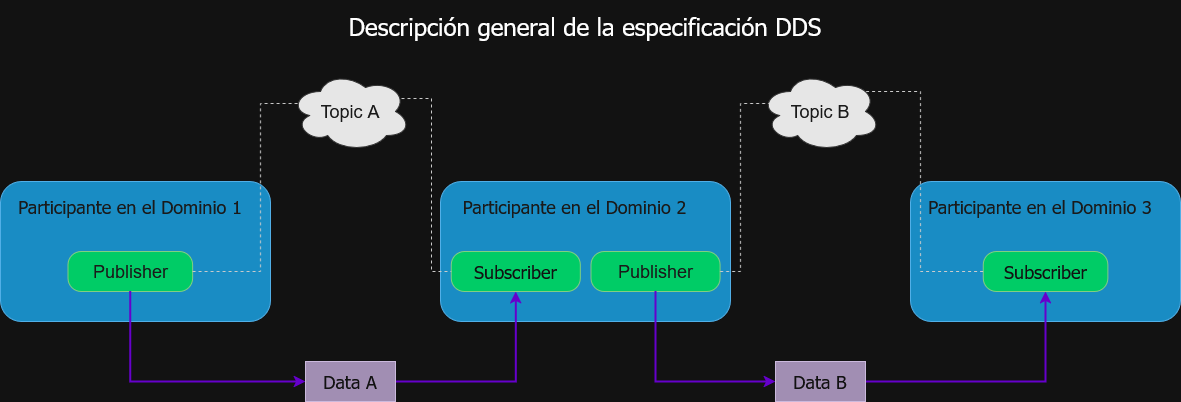 Descripción general de la especificación DDS
Topic A
Topic B
Participante en el Dominio 1
Participante en el Dominio 2
Participante en el Dominio 3
Publisher
Subscriber
Publisher
Subscriber
Data A
Data B